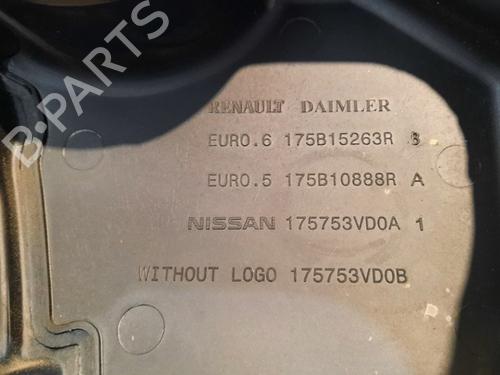 RENAULT DAIMLER
EURO.6 175B15263R B
EURO.5 175B10888R A
NISSAN 175753VD0A 1
WITHOUT LOGO 175753VD0B
B-PARTS